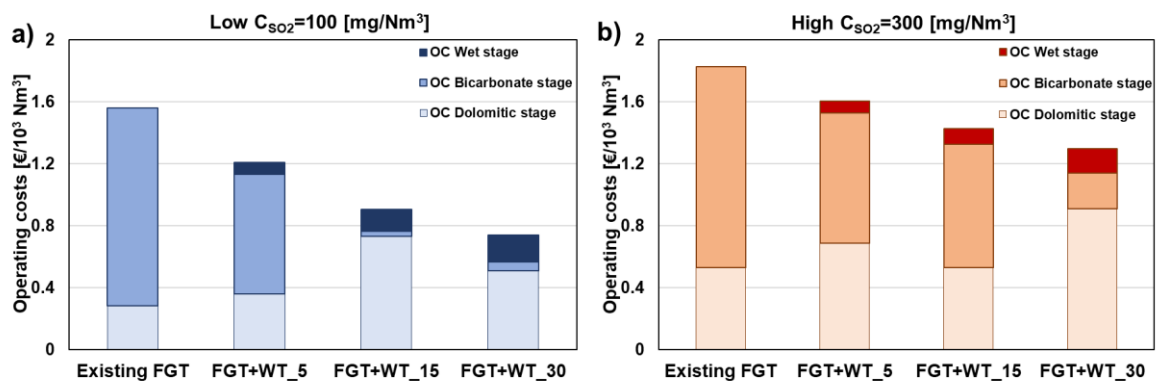 a)
Low C_SO2=100 [mg/Nm³]
Operating costs [€/10³ Nm³]
2
1.6
1.2
0.8
0.4
0
OC Wet stage
OC Bicarbonate stage
OC Dolomitic stage
Existing FGT
FGT+WT_5
FGT+WT_15
FGT+WT_30
b)
High C_SO2=300 [mg/Nm³]
Operating costs [€/10³ Nm³]
2
1.6
1.2
0.8
0.4
0
OC Wet stage
OC Bicarbonate stage
OC Dolomitic stage
Existing FGT
FGT+WT_5
FGT+WT_15
FGT+WT_30